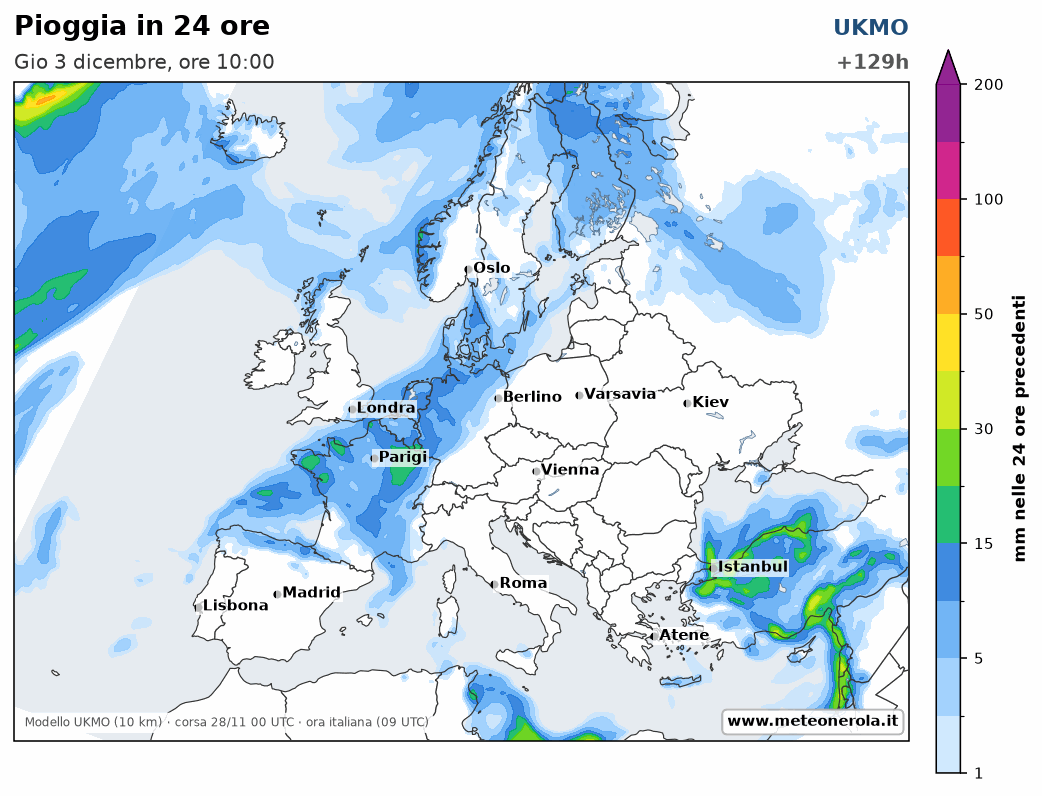 Pioggia in 24 ore
UKMO
Gio 3 dicembre, ore 10:00
+129h
200
100
50
30
15
5
1
mm nelle 24 ore precedenti
Oslo
Londra
Berlino
Varsavia
Kiev
Parigi
Vienna
Istanbul
Roma
Madrid
Lisbona
Atene
Modello UKMO (10 km) · corsa 28/11 00 UTC · ora italiana (09 UTC)
www.meteonerola.it